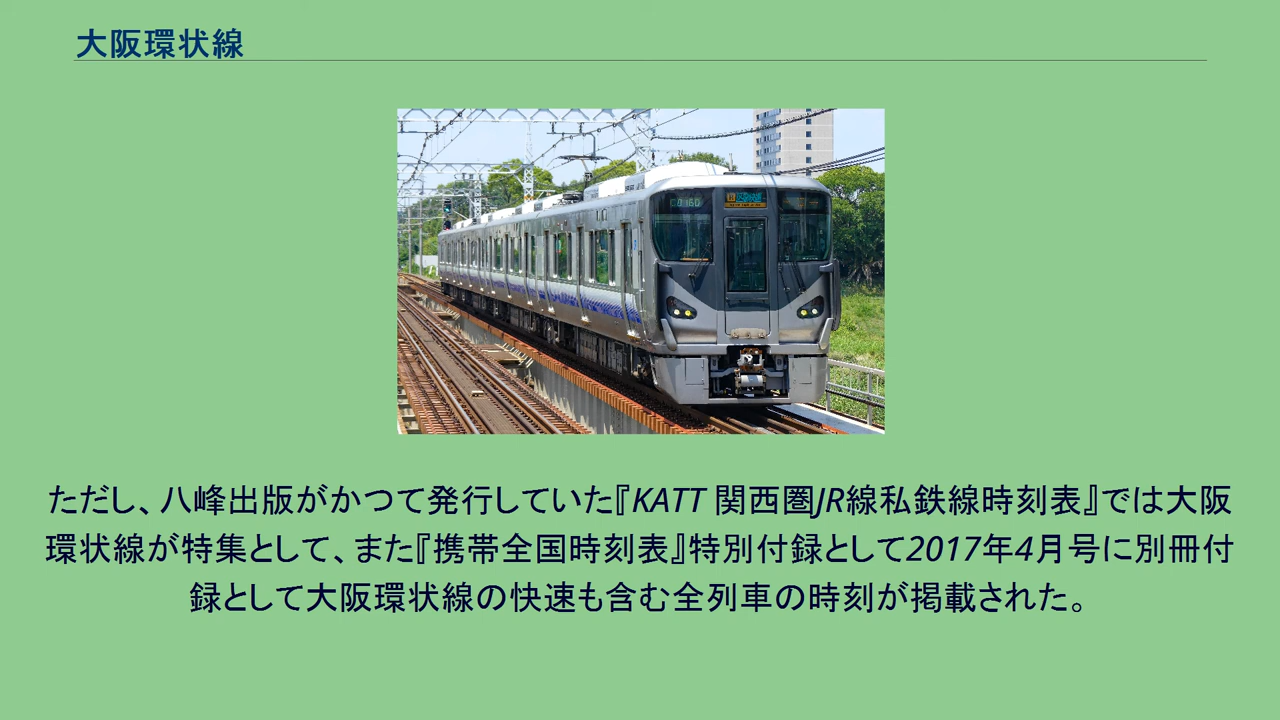 大阪環状線
ただし、八峰出版がかつて発行していた『KATT 関西圏JR線私鉄線時刻表』では大阪
環状線が特集として、また『携帯全国時刻表』特別付録として2017年4月号に別冊付
録として大阪環状線の快速も含む全列車の時刻が掲載された。